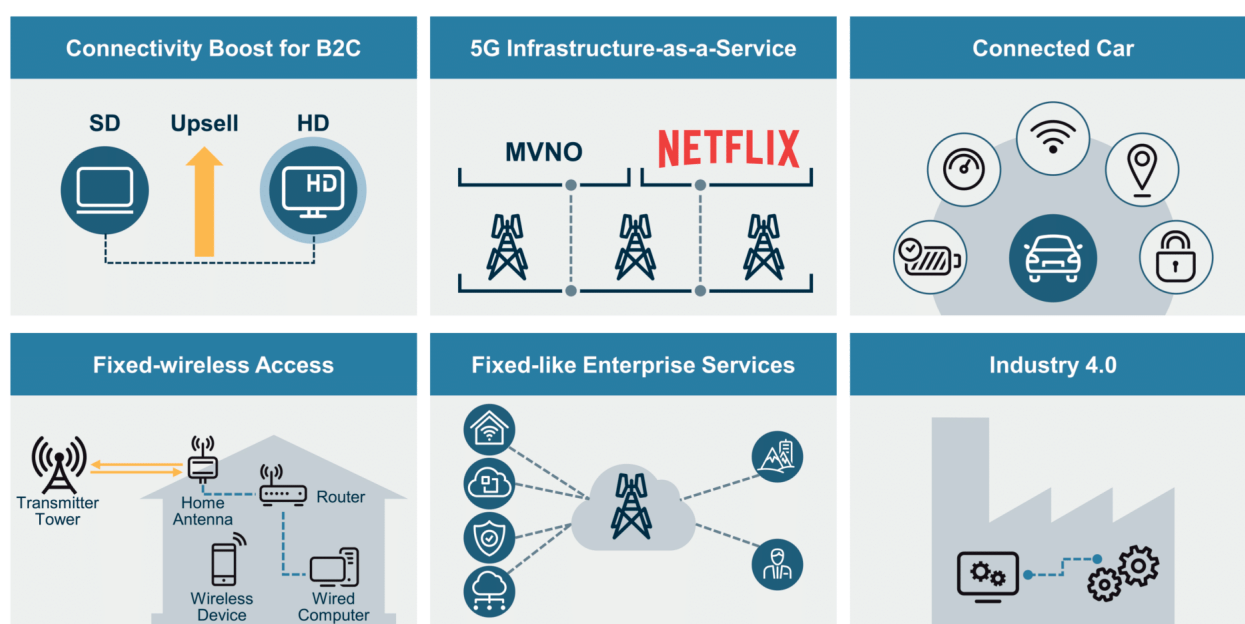 Connectivity Boost for B2C
SD
Upsell
HD
HD
5G Infrastructure-as-a-Service
MVNO
NETFLIX
Connected Car
Fixed-wireless Access
Transmitter
Tower
Home
Antenna
Router
Wireless
Device
Wired
Computer
Fixed-like Enterprise Services
Industry 4.0